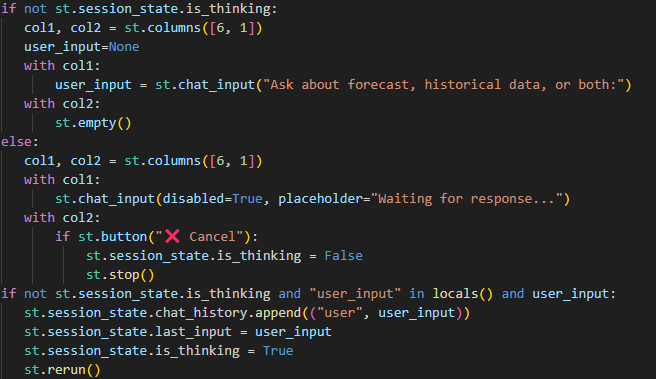 if not st.session_state.is_thinking:
    col1, col2 = st.columns([6, 1])
    user_input=None
    with col1:
        user_input = st.chat_input("Ask about forecast, historical data, or both:")
    with col2:
        st.empty()
else:
    col1, col2 = st.columns([6, 1])
    with col1:
        st.chat_input(disabled=True, placeholder="Waiting for response...")
    with col2:
        if st.button("❌ Cancel"):
            st.session_state.is_thinking = False
            st.stop()
if not st.session_state.is_thinking and "user_input" in locals() and user_input:
    st.session_state.chat_history.append(("user", user_input))
    st.session_state.last_input = user_input
    st.session_state.is_thinking = True
    st.rerun()